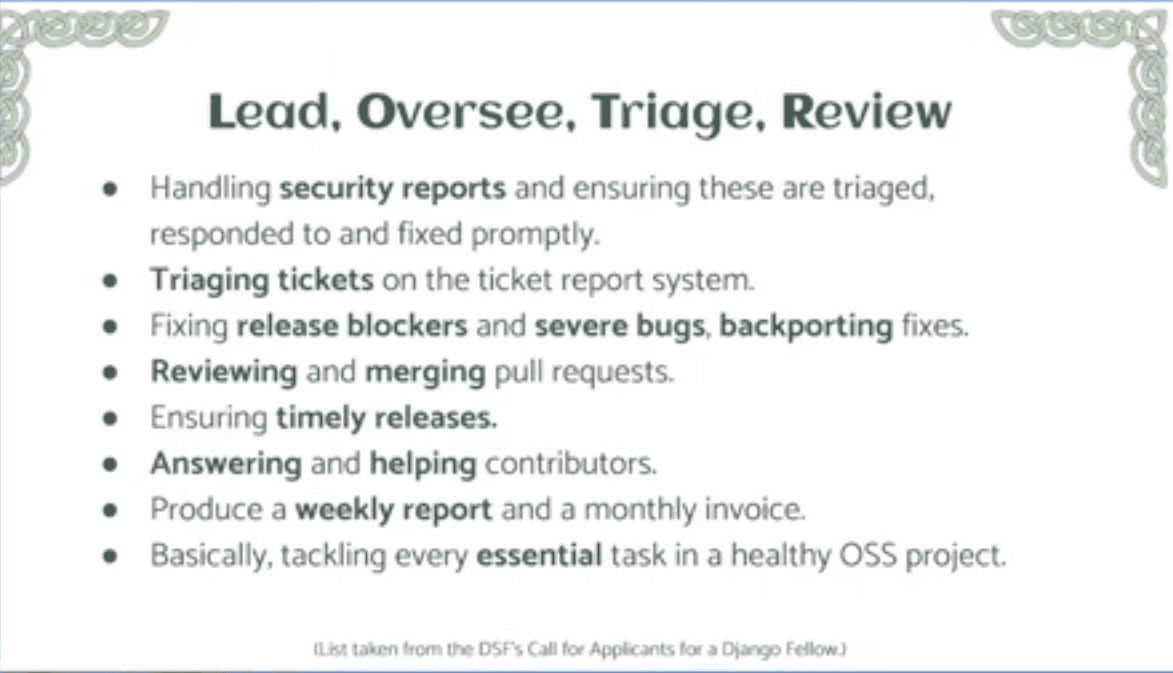 Lead, Oversee, Triage, Review
● Handling security reports and ensuring these are triaged,
responded to and fixed promptly.
● Triaging tickets on the ticket report system.
● Fixing release blockers and severe bugs, backporting fixes.
● Reviewing and merging pull requests.
● Ensuring timely releases.
● Answering and helping contributors.
● Produce a weekly report and a monthly invoice.
● Basically, tackling every essential task in a healthy OSS project.
(List taken from the DSF's Call for Applicants for a Django Fellow.)